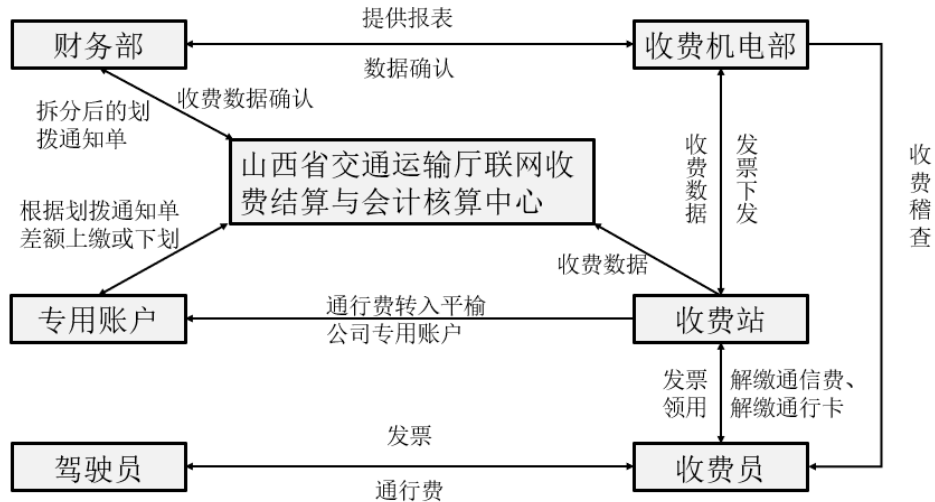 提供报表
财务部
收费机电部
数据确认
收费数据确认
拆分后的划
拨通知单
山西省交通运输厅联网收
费结算与会计核算中心
收费数据
发票下发
收费稽查
根据划拨通知单
差额上缴或下划
收费数据
专用账户
通行费转入平榆
公司专用账户
收费站
发票
领用
解缴通信费、
解缴通行卡
驾驶员
发票
通行费
收费员